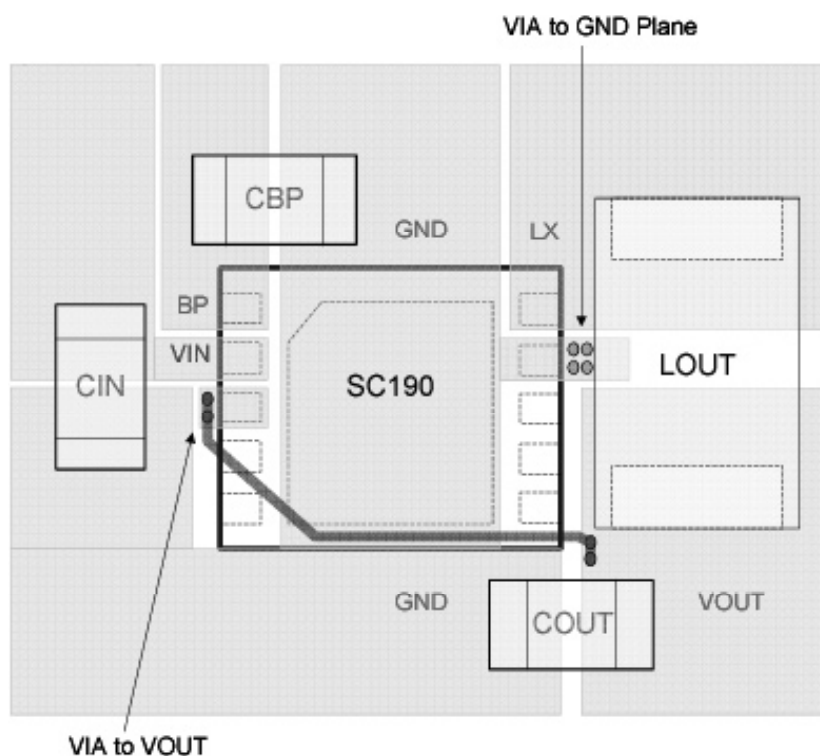 VIA to GND Plane
CBP
GND
LX
BP
VIN
CIN
SC190
LOUT
GND
COUT
VOUT
VIA to VOUT